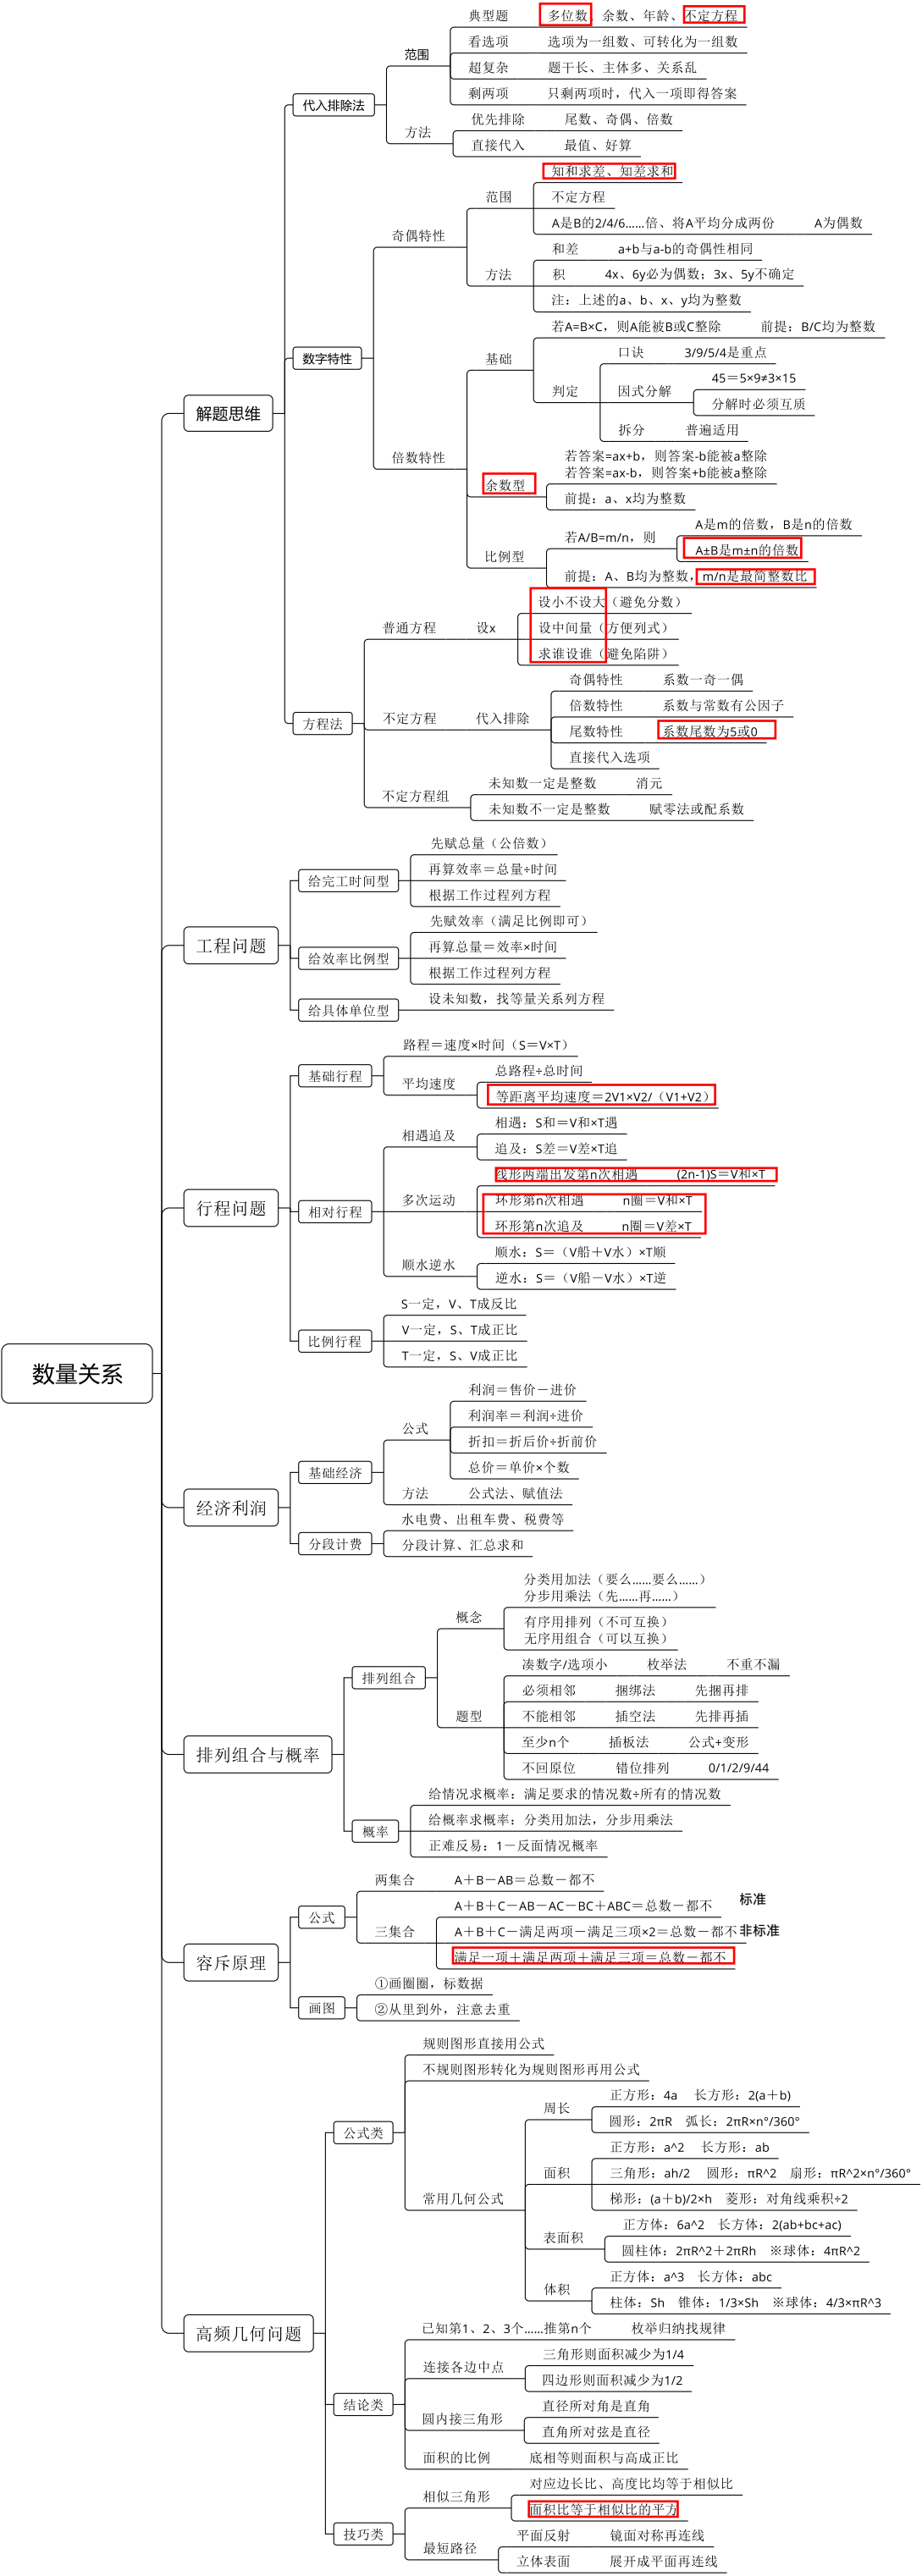 数量关系
解题思维
代入排除法
范围
典型题 多位数、余数、年龄、不定方程
看选项 选项为一组数、可转化为一组数
超复杂 题干长、主体多、关系乱
剩两项 只剩两项时，代入一项即得答案
方法
优先排除 尾数、奇偶、倍数
直接代入 最值、好算
数字特性
奇偶特性
范围
知和求差、知差求和
不定方程
A是B的2/4/6……倍、将A平均分成两份 A为偶数
方法
和差 a+b与a-b的奇偶性相同
积 4x、6y必为偶数；3x、5y不确定
注：上述的a、b、x、y均为整数
倍数特性
基础
若A=B×C，则A能被B或C整除 前提：B/C均为整数
判定
口诀 3/9/5/4是重点
因式分解
45＝5×9≠3×15
分解时必须互质
拆分 普遍适用
余数型
若答案=ax+b，则答案-b能被a整除
若答案=ax-b，则答案+b能被a整除
前提：a、x均为整数
比例型
若A/B=m/n，则
A是m的倍数，B是n的倍数
A±B是m±n的倍数
前提：A、B均为整数，m/n是最简整数比
方程法
普通方程 设x
设小不设大（避免分数）
设中间量（方便列式）
求谁设谁（避免陷阱）
不定方程 代入排除
奇偶特性 系数一奇一偶
倍数特性 系数与常数有公因子
尾数特性 系数尾数为5或0
直接代入选项
不定方程组
未知数一定是整数 消元
未知数不一定是整数 赋零法或配系数
工程问题
给完工时间型
先赋总量（公倍数）
再算效率＝总量÷时间
根据工作过程列方程
给效率比例型
先赋效率（满足比例即可）
再算总量＝效率×时间
根据工作过程列方程
给具体单位型 设未知数，找等量关系列方程
行程问题
基础行程
路程＝速度×时间（S＝V×T）
平均速度
总路程÷总时间
等距离平均速度＝2V1×V2/（V1+V2）
相对行程
相遇追及
相遇：S和＝V和×T遇
追及：S差＝V差×T追
多次运动
线形两端出发第n次相遇 (2n-1)S＝V和×T
环形第n次相遇 n圈＝V和×T
环形第n次追及 n圈＝V差×T
顺水逆水
顺水：S＝（V船＋V水）×T顺
逆水：S＝（V船－V水）×T逆
比例行程
S一定，V、T成反比
V一定，S、T成正比
T一定，S、V成正比
经济利润
基础经济
公式
利润＝售价－进价
利润率＝利润÷进价
折扣＝折后价÷折前价
总价＝单价×个数
方法 公式法、赋值法
分段计费
水电费、出租车费、税费等
分段计算、汇总求和
排列组合与概率
排列组合
概念
分类用加法（要么……要么……）
分步用乘法（先……再……）
有序用排列（不可互换）
无序用组合（可以互换）
题型
凑数字/选项小 枚举法 不重不漏
必须相邻 捆绑法 先捆再排
不能相邻 插空法 先排再插
至少n个 插板法 公式+变形
不回原位 错位排列 0/1/2/9/44
概率
给情况求概率：满足要求的情况数÷所有的情况数
给概率求概率：分类用加法，分步用乘法
正难反易：1－反面情况概率
容斥原理
公式
两集合 A＋B－AB＝总数－都不
三集合
A＋B＋C－AB－AC－BC＋ABC＝总数－都不 标准
A＋B＋C－满足两项－满足三项×2＝总数－都不 非标准
满足一项＋满足两项＋满足三项＝总数－都不
画图
①画圈圈，标数据
②从里到外，注意去重
高频几何问题
公式类
规则图形直接用公式
不规则图形转化为规则图形再用公式
常用几何公式
周长
正方形：4a 长方形：2(a＋b)
圆形：2πR 弧长：2πR×n°/360°
面积
正方形：a^2 长方形：ab
三角形：ah/2 圆形：πR^2 扇形：πR^2×n°/360°
梯形：(a＋b)/2×h 菱形：对角线乘积÷2
表面积
正方体：6a^2 长方体：2(ab+bc+ac)
圆柱体：2πR^2＋2πRh ※球体：4πR^2
体积
正方体：a^3 长方体：abc
柱体：Sh 锥体：1/3×Sh ※球体：4/3×πR^3
结论类
已知第1、2、3个……推第n个 枚举归纳找规律
连接各边中点
三角形则面积减少为1/4
四边形则面积减少为1/2
圆内接三角形
直径所对角是直角
直角所对弦是直径
面积的比例 底相等则面积与高成正比
技巧类
相似三角形
对应边长比、高度比均等于相似比
面积比等于相似比的平方
最短路径
平面反射 镜面对称再连线
立体表面 展开成平面再连线